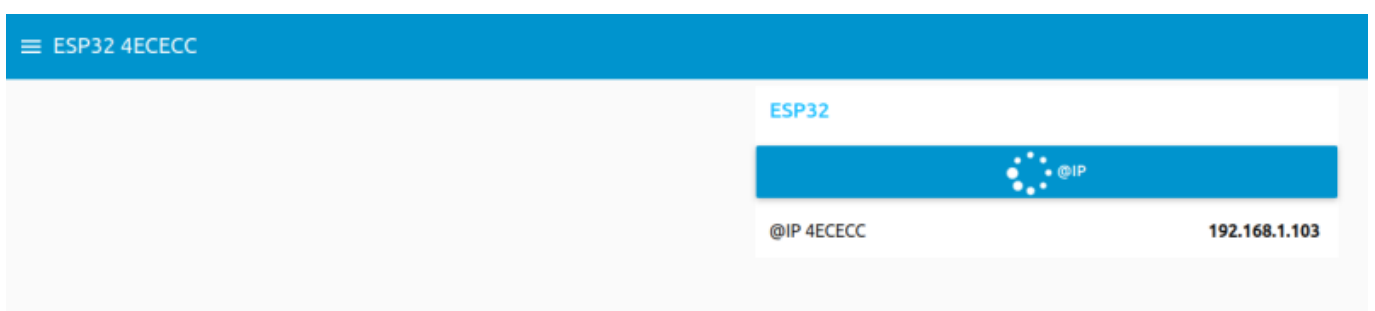 ESP32 4ECECC
ESP32
@IP
@IP 4ECECC 192.168.1.103